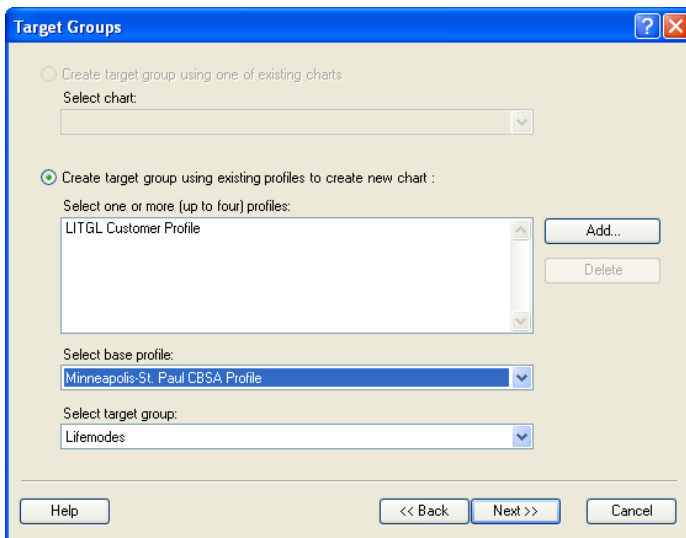 Target Groups
Create target group using one of existing charts
Select chart:
Create target group using existing profiles to create new chart :
Select one or more (up to four) profiles:
LITGL Customer Profile
Add...
Delete
Select base profile:
Minneapolis-St. Paul CBSA Profile
Select target group:
Lifemodes
Help
<< Back
Next >>
Cancel